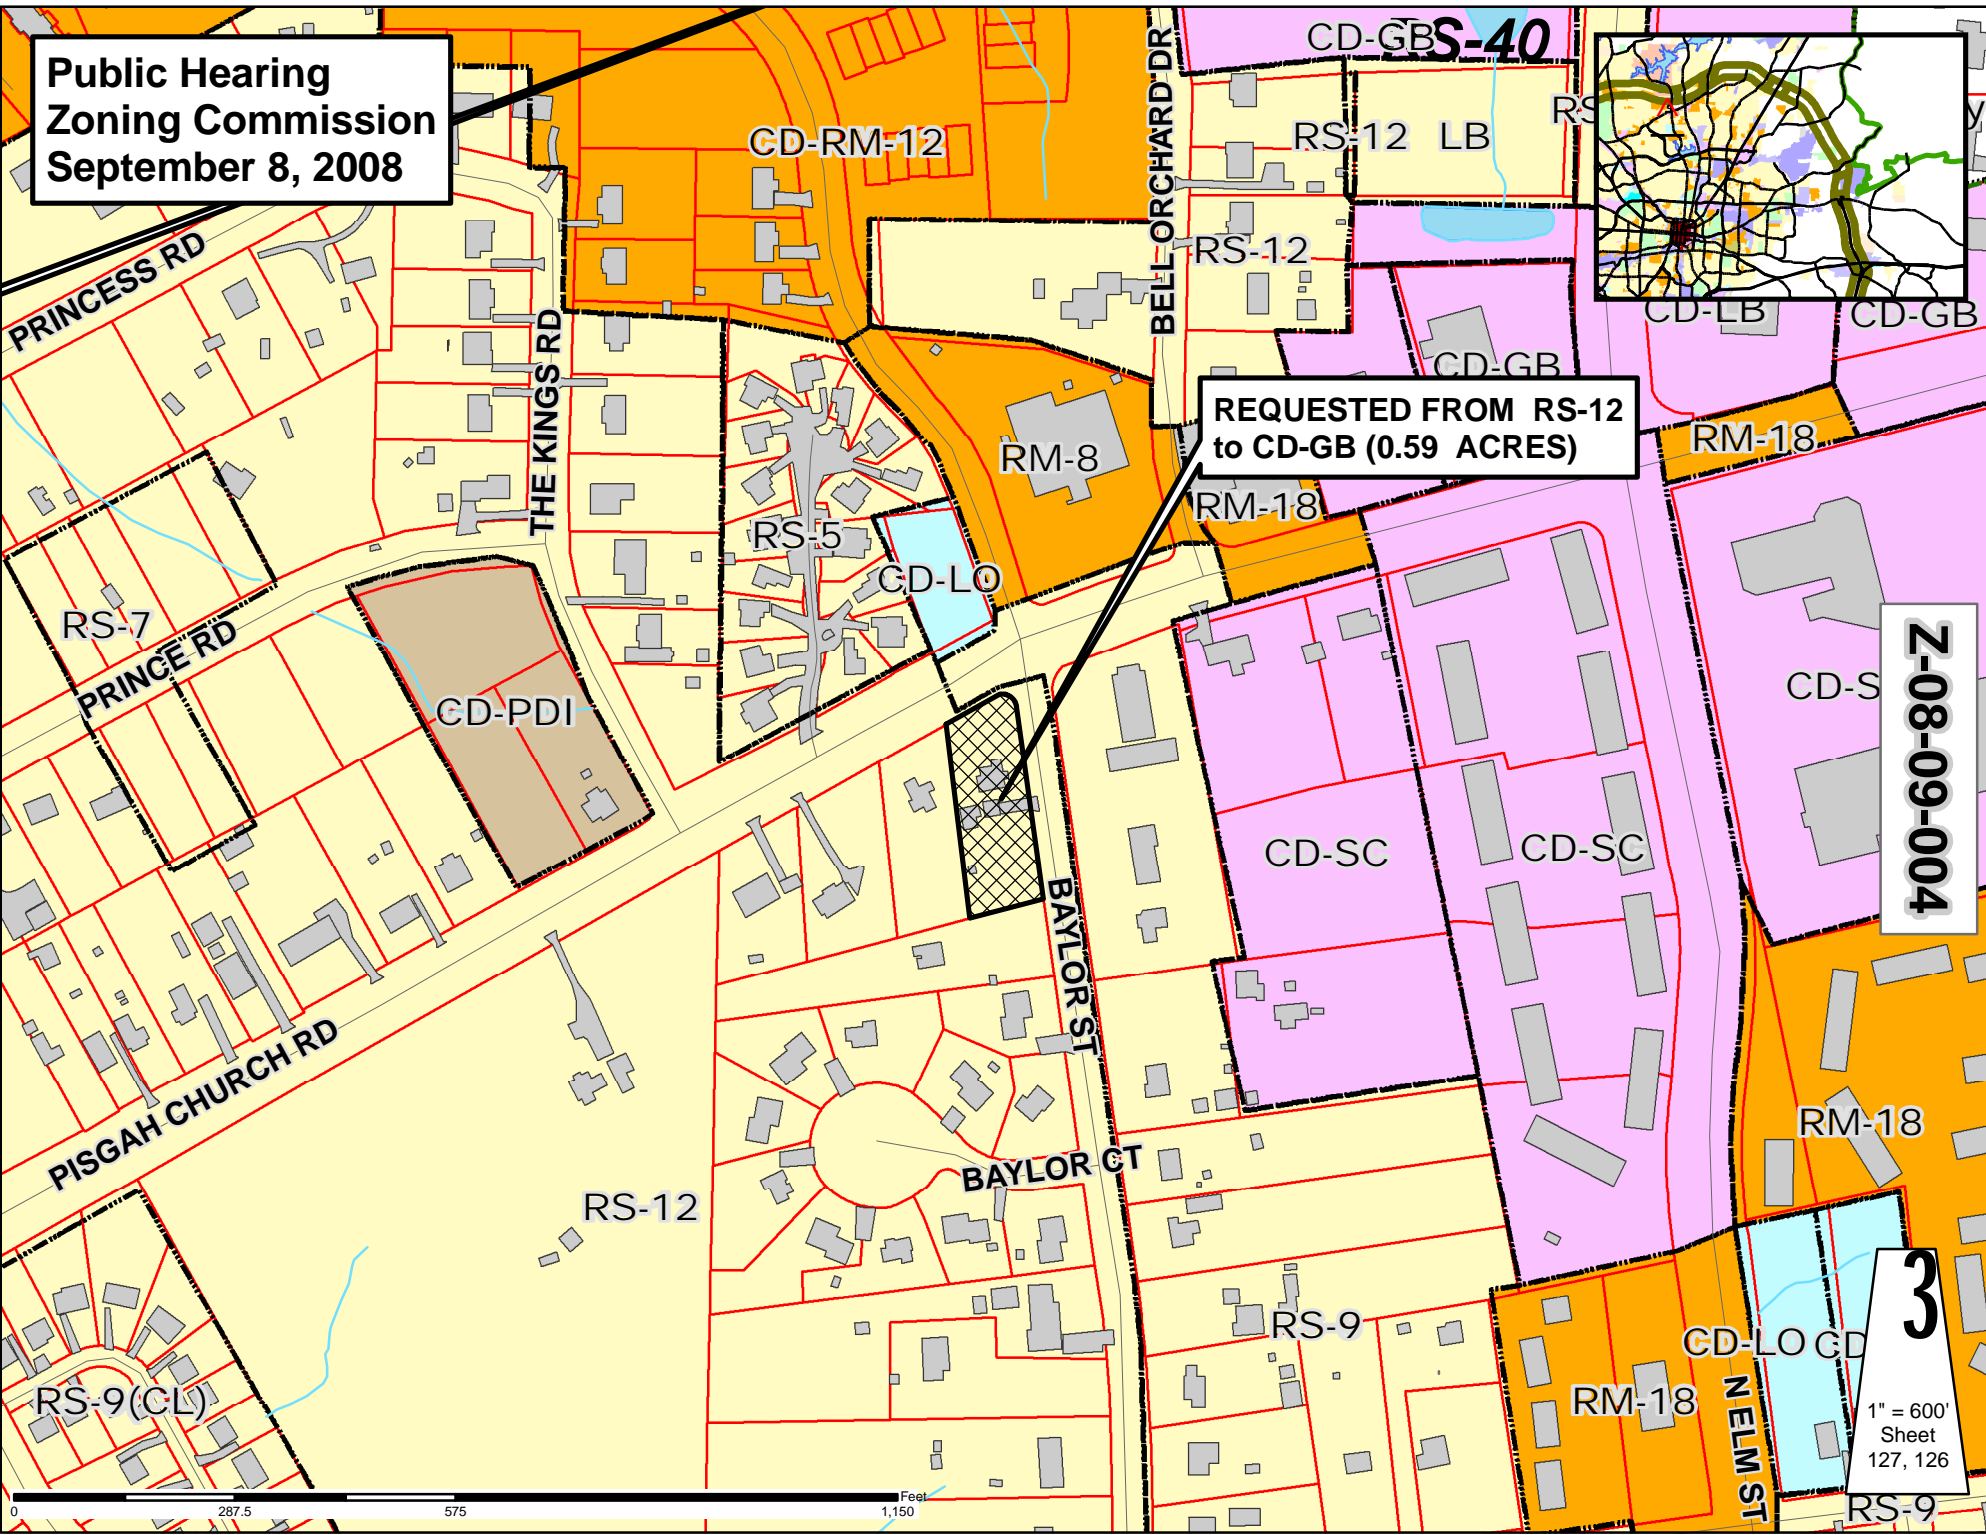 Public Hearing
Zoning Commission
September 8, 2008
CD-GB
RS-40
CD-RM-12
BELL ORCHARD DR
RS-12
LB
RS
PRINCESS RD
RS-12
CD-LB
CD-GB
THE KINGS RD
CD-GB
REQUESTED FROM RS-12
to CD-GB (0.59 ACRES)
RM-18
RM-8
RM-18
RS-5
CD-LO
RS-7
PRINCE RD
CD-PDI
CD-S
Z-08-09-004
CD-SC
CD-SC
BAYLOR ST
PISGAH CHURCH RD
RM-18
BAYLOR CT
RS-12
RS-9
CD-LO
CD
3
RS-9(CL)
RM-18
N ELM ST
1" = 600'
Sheet
127, 126
RS-9
Feet
0 287.5 575 1,150